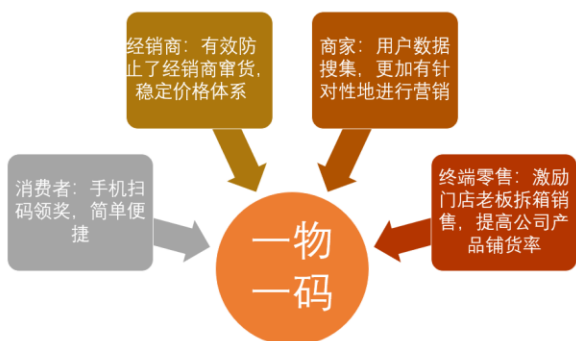 经销商：有效防
止了经销商窜货，
稳定价格体系
商家：用户数据
搜集，更加有针
对性地进行营销
消费者：手机扫
码领奖，简单便
捷
终端零售：激励
门店老板拆箱销
售，提高公司产
品铺货率
一物
一码